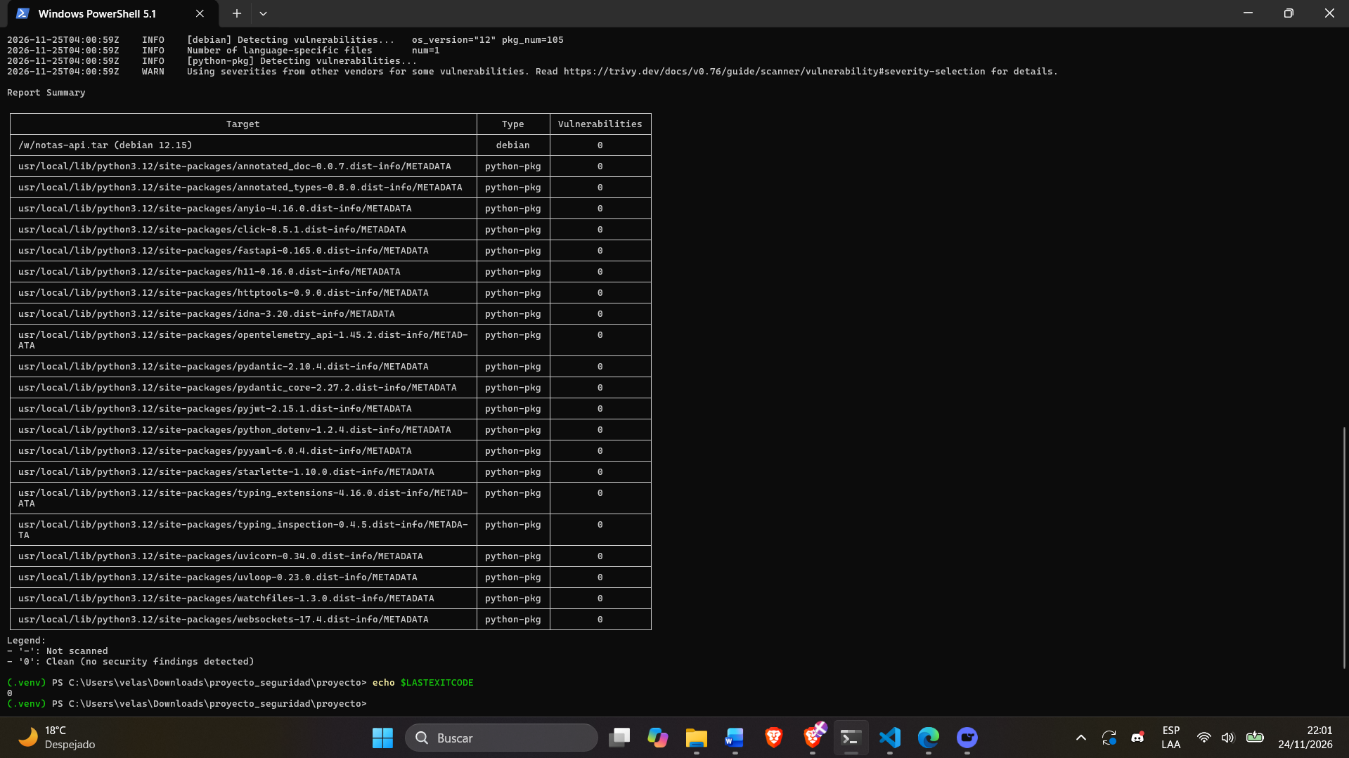 Windows PowerShell 5.1
2026-11-25T04:00:59Z INFO [debian] Detecting vulnerabilities... os_version="12" pkg_num=105
2026-11-25T04:00:59Z INFO Number of language-specific files num=1
2026-11-25T04:00:59Z INFO [python-pkg] Detecting vulnerabilities...
2026-11-25T04:00:59Z WARN Using severities from other vendors for some vulnerabilities. Read https://trivy.dev/docs/v0.76/guide/scanner/vulnerability#severity-selection for details.
Report Summary
Target Type Vulnerabilities
/w/notas-api.tar (debian 12.15) debian 0
usr/local/lib/python3.12/site-packages/annotated_doc-0.0.7.dist-info/METADATA python-pkg 0
usr/local/lib/python3.12/site-packages/annotated_types-0.8.0.dist-info/METADATA python-pkg 0
usr/local/lib/python3.12/site-packages/anyio-4.16.0.dist-info/METADATA python-pkg 0
usr/local/lib/python3.12/site-packages/click-8.5.1.dist-info/METADATA python-pkg 0
usr/local/lib/python3.12/site-packages/fastapi-0.165.0.dist-info/METADATA python-pkg 0
usr/local/lib/python3.12/site-packages/h11-0.16.0.dist-info/METADATA python-pkg 0
usr/local/lib/python3.12/site-packages/httptools-0.9.0.dist-info/METADATA python-pkg 0
usr/local/lib/python3.12/site-packages/idna-3.20.dist-info/METADATA python-pkg 0
usr/local/lib/python3.12/site-packages/opentelemetry_api-1.45.2.dist-info/METAD- python-pkg 0
ATA
usr/local/lib/python3.12/site-packages/pydantic-2.10.4.dist-info/METADATA python-pkg 0
usr/local/lib/python3.12/site-packages/pydantic_core-2.27.2.dist-info/METADATA python-pkg 0
usr/local/lib/python3.12/site-packages/pyjwt-2.15.1.dist-info/METADATA python-pkg 0
usr/local/lib/python3.12/site-packages/python_dotenv-1.2.4.dist-info/METADATA python-pkg 0
usr/local/lib/python3.12/site-packages/pyyaml-6.0.4.dist-info/METADATA python-pkg 0
usr/local/lib/python3.12/site-packages/starlette-1.10.0.dist-info/METADATA python-pkg 0
usr/local/lib/python3.12/site-packages/typing_extensions-4.16.0.dist-info/METAD- python-pkg 0
ATA
usr/local/lib/python3.12/site-packages/typing_inspection-0.4.5.dist-info/METADA- python-pkg 0
TA
usr/local/lib/python3.12/site-packages/uvicorn-0.34.0.dist-info/METADATA python-pkg 0
usr/local/lib/python3.12/site-packages/uvloop-0.23.0.dist-info/METADATA python-pkg 0
usr/local/lib/python3.12/site-packages/watchfiles-1.3.0.dist-info/METADATA python-pkg 0
usr/local/lib/python3.12/site-packages/websockets-17.4.dist-info/METADATA python-pkg 0
Legend:
- '-': Not scanned
- '0': Clean (no security findings detected)
(.venv) PS C:\Users\velas\Downloads\proyecto_seguridad\proyecto> echo $LASTEXITCODE
0
(.venv) PS C:\Users\velas\Downloads\proyecto_seguridad\proyecto>
18°C
Despejado
Buscar
ESP
LAA
22:01
24/11/2026